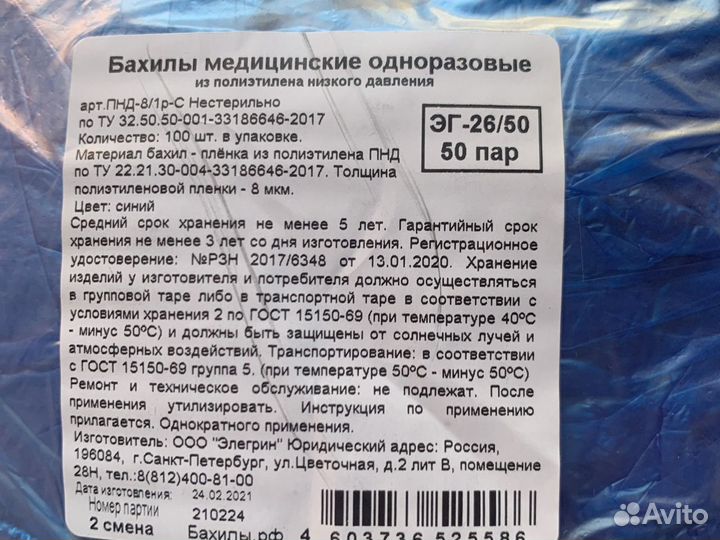 Бахилы медицинские одноразовые
из полиэтилена низкого давления
арт.ПНД-8/1р-С Нестерильно
по ТУ 32.50.50-001-33186646-2017
Количество: 100 шт. в упаковке.
ЭГ-26/50
50 пар
Материал бахил - плёнка из полиэтилена ПНД
по ТУ 22.21.30-004-33186646-2017. Толщина
полиэтиленовой пленки - 8 мкм.
Цвет: синий
Средний срок хранения не менее 5 лет. Гарантийный срок
хранения не менее 3 лет со дня изготовления. Регистрационное
удостоверение: №РЗН 2017/6348 от 13.01.2020. Хранение
изделий у изготовителя и потребителя должно осуществляться
в групповой таре либо в транспортной таре в соответствии с
условиями хранения 2 по ГОСТ 15150-69 (при температуре 40ºС
- минус 50ºС) и должны быть защищены от солнечных лучей и
атмосферных воздействий. Транспортирование: в соответствии
с ГОСТ 15150-69 группа 5. (при температуре 50ºС - минус 50ºС)
Ремонт и техническое обслуживание: не подлежат. После
применения утилизировать. Инструкция по применению
прилагается. Однократного применения.
Изготовитель: ООО "Элегрин" Юридический адрес: Россия,
196084, г.Санкт-Петербург, ул.Цветочная, д.2 лит В, помещение
28Н, тел.:8(812)400-81-00
Дата изготовления: 24.02.2021
Номер партии 210224
2 смена Бахилы.рф 4 603736 525586
Avito